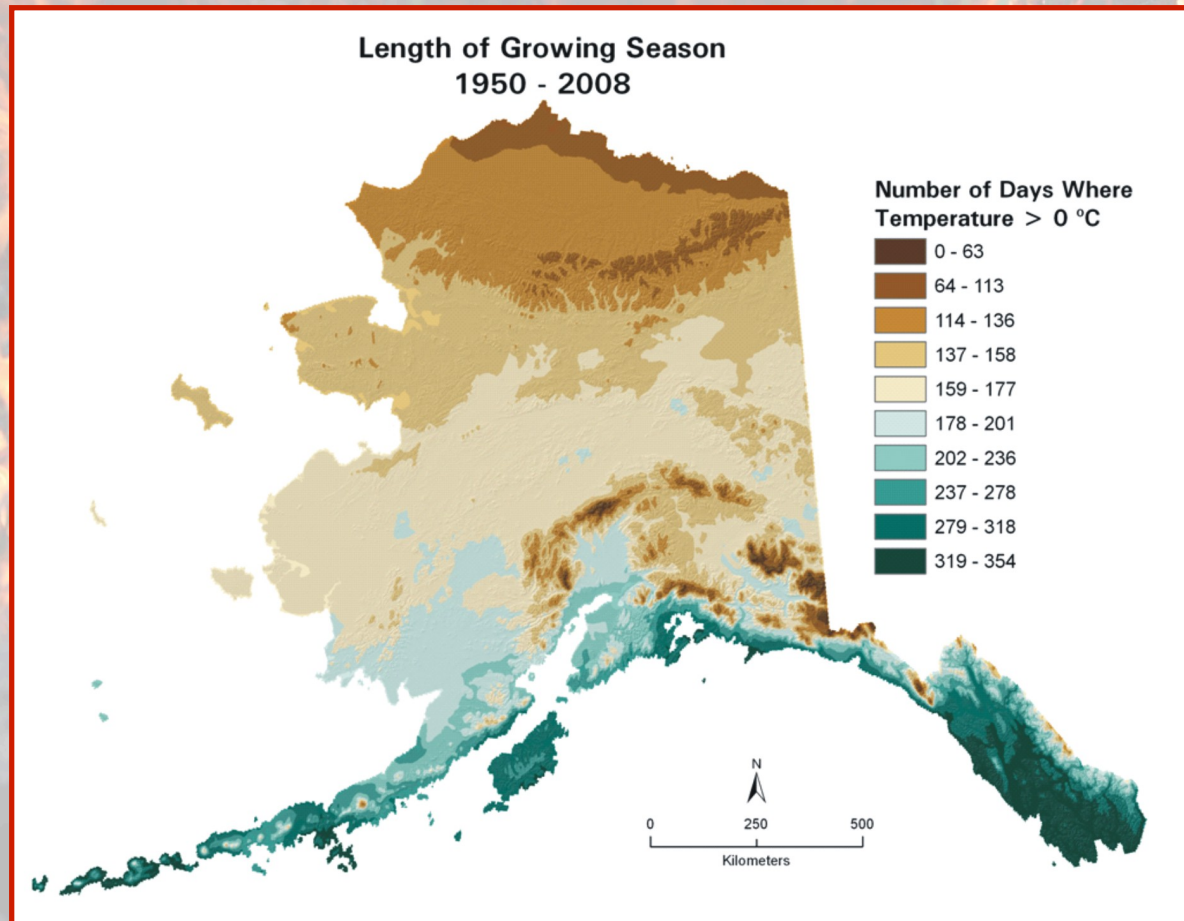 Length of Growing Season
1950 - 2008
Number of Days Where
Temperature > 0 ºC
0 - 63
64 - 113
114 - 136
137 - 158
159 - 177
178 - 201
202 - 236
237 - 278
279 - 318
319 - 354
N
0 250 500
Kilometers